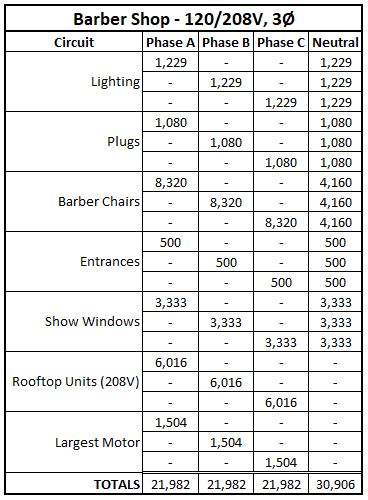 Barber Shop - 120/208V, 3Ø
Circuit Phase A Phase B Phase C Neutral
1,229 - - 1,229
Lighting - 1,229 - 1,229
- - 1,229 1,229
1,080 - - 1,080
Plugs - 1,080 - 1,080
- - 1,080 1,080
8,320 - - 4,160
Barber Chairs - 8,320 - 4,160
- - 8,320 4,160
500 - - 500
Entrances - 500 - 500
- - 500 500
3,333 - - 3,333
Show Windows - 3,333 - 3,333
- - 3,333 3,333
6,016 - - -
Rooftop Units (208V) - 6,016 - -
- - 6,016 -
1,504 - - -
Largest Motor - 1,504 - -
- - 1,504 -
TOTALS 21,982 21,982 21,982 30,906